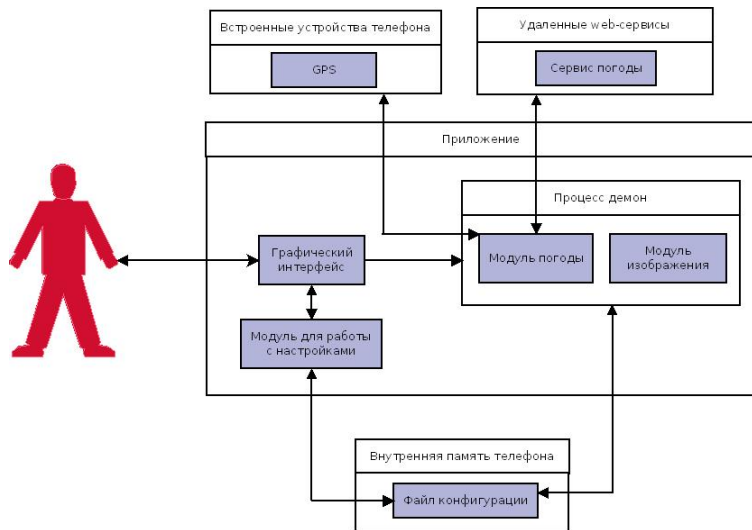 Встроенные устройства телефона
GPS
Удаленные web-сервисы
Сервис погоды
Приложение
Процесс демон
Модуль погоды
Модуль
изображения
Графический
интерфейс
Модуль для работы
с настройками
Внутренняя память телефона
Файл конфигурации